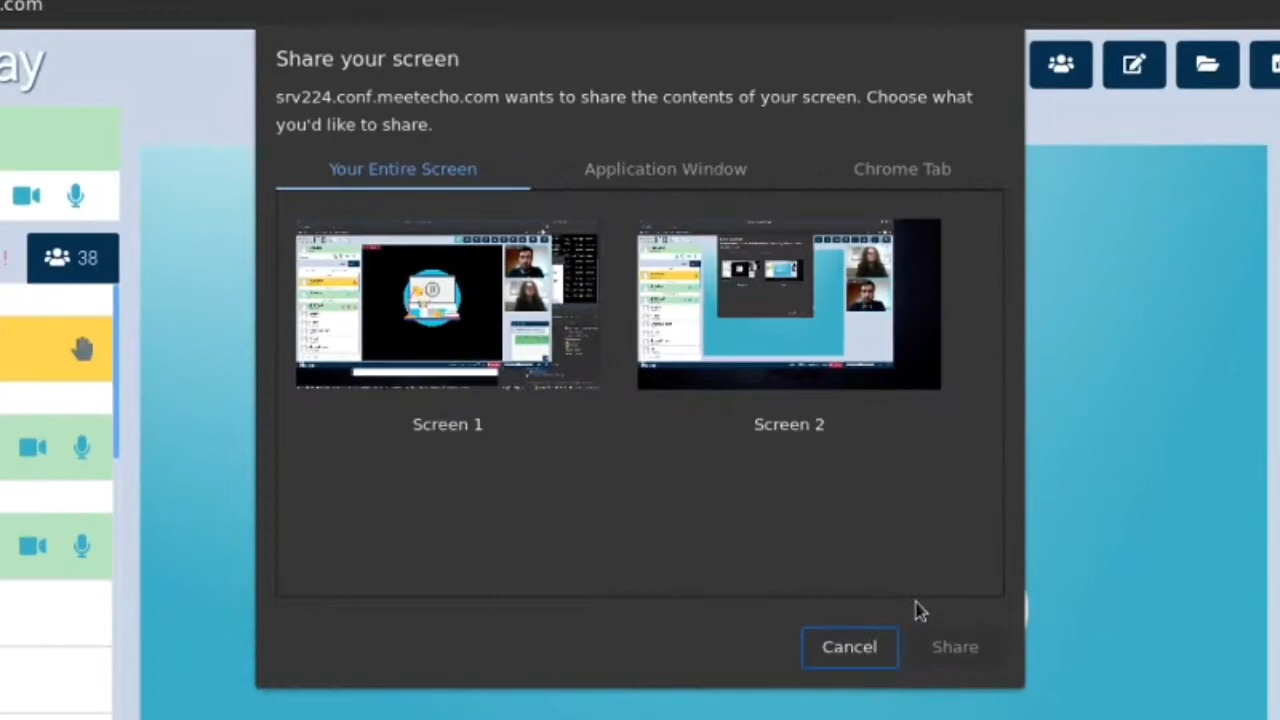 .com
ay
Share your screen
srv224.conf.meetecho.com wants to share the contents of your screen. Choose what
you'd like to share.
Your Entire Screen
Application Window
Chrome Tab
38
!
Screen 1
Screen 2
Cancel
Share